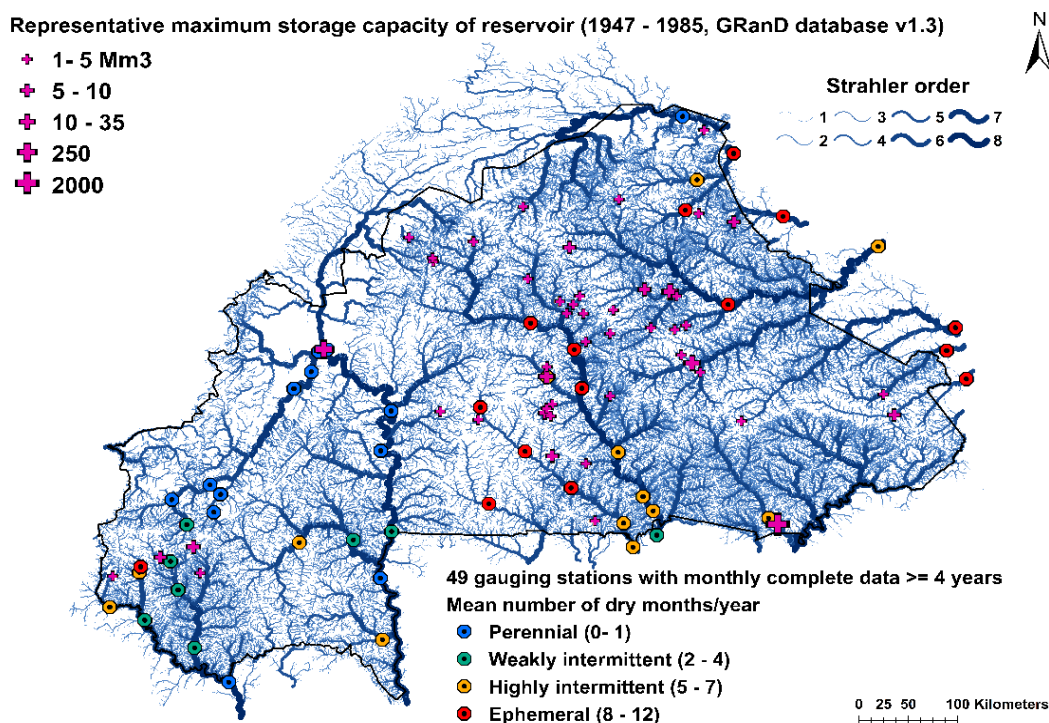 Representative maximum storage capacity of reservoir (1947 - 1985, GRanD database v1.3)
N
1- 5 Mm3
5 - 10
10 - 35
250
2000
Strahler order
1 3 5 7
2 4 6 8
49 gauging stations with monthly complete data >= 4 years
Mean number of dry months/year
Perennial (0- 1)
Weakly intermittent (2 - 4)
Highly intermittent (5 - 7)
Ephemeral (8 - 12)
0 25 50 100 Kilometers